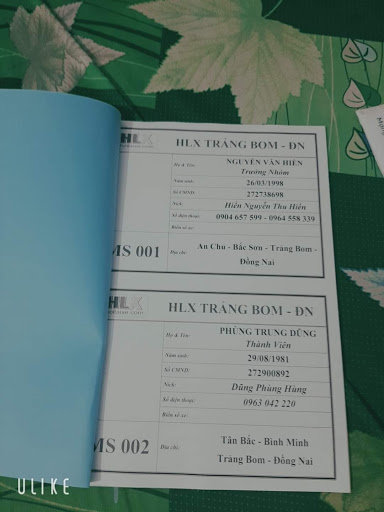 HLX TRẢNG BOM - ĐN
Họ & Tên: NGUYỄN VĂN HIỀN
Trưởng Nhóm
Năm sinh: 26/03/1998
Số CMND: 272738698
Nick: Hiền Nguyễn Thu Hiền
Số điện thoại: 0904 657 599 - 0964 558 339
Biển số xe:
MS 001
Địa chỉ: An Chu - Bắc Sơn - Trảng Bom -
Đồng Nai
HLX
HLX TRẢNG BOM - ĐN
Họ & Tên: PHÙNG TRUNG DŨNG
Thành Viên
Năm sinh: 29/08/1981
Số CMND: 272900892
Nick: Dũng Phùng Hùng
Số điện thoại: 0963 042 220
Biển số xe:
MS 002
Địa chỉ: Tân Bắc - Bình Minh
Trảng Bom - Đồng Nai
ULIKE